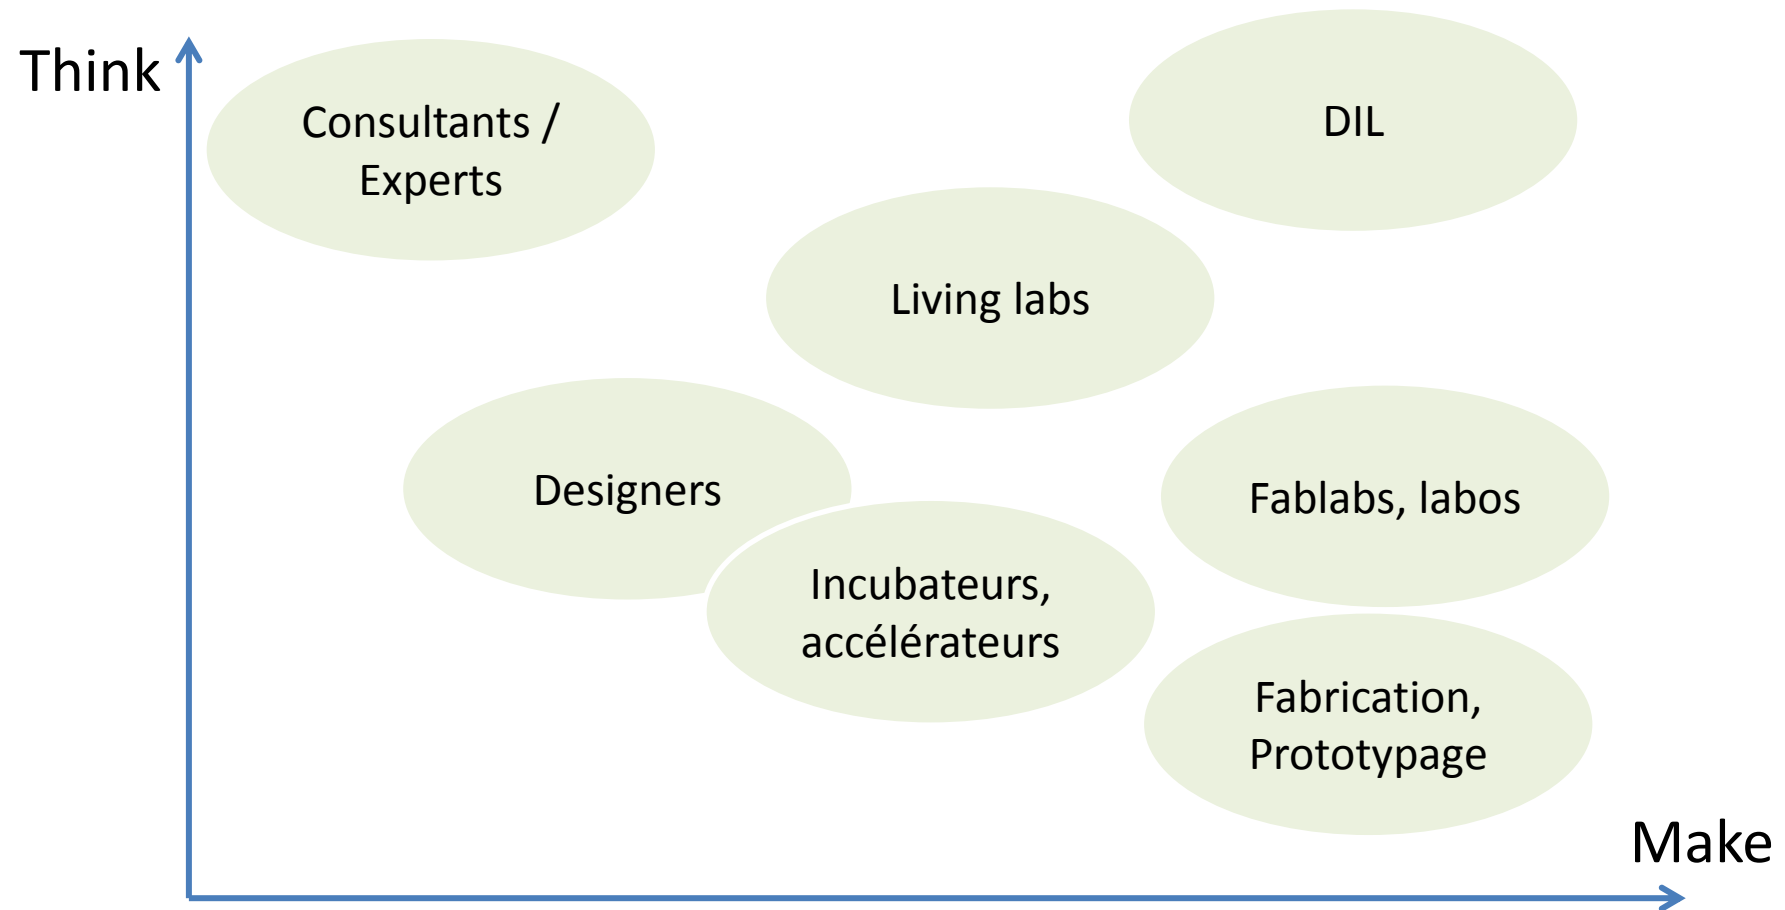 Think
Consultants /
Experts
DIL
Living labs
Designers
Fablabs, labos
Incubateurs,
accélérateurs
Fabrication,
Prototypage
Make